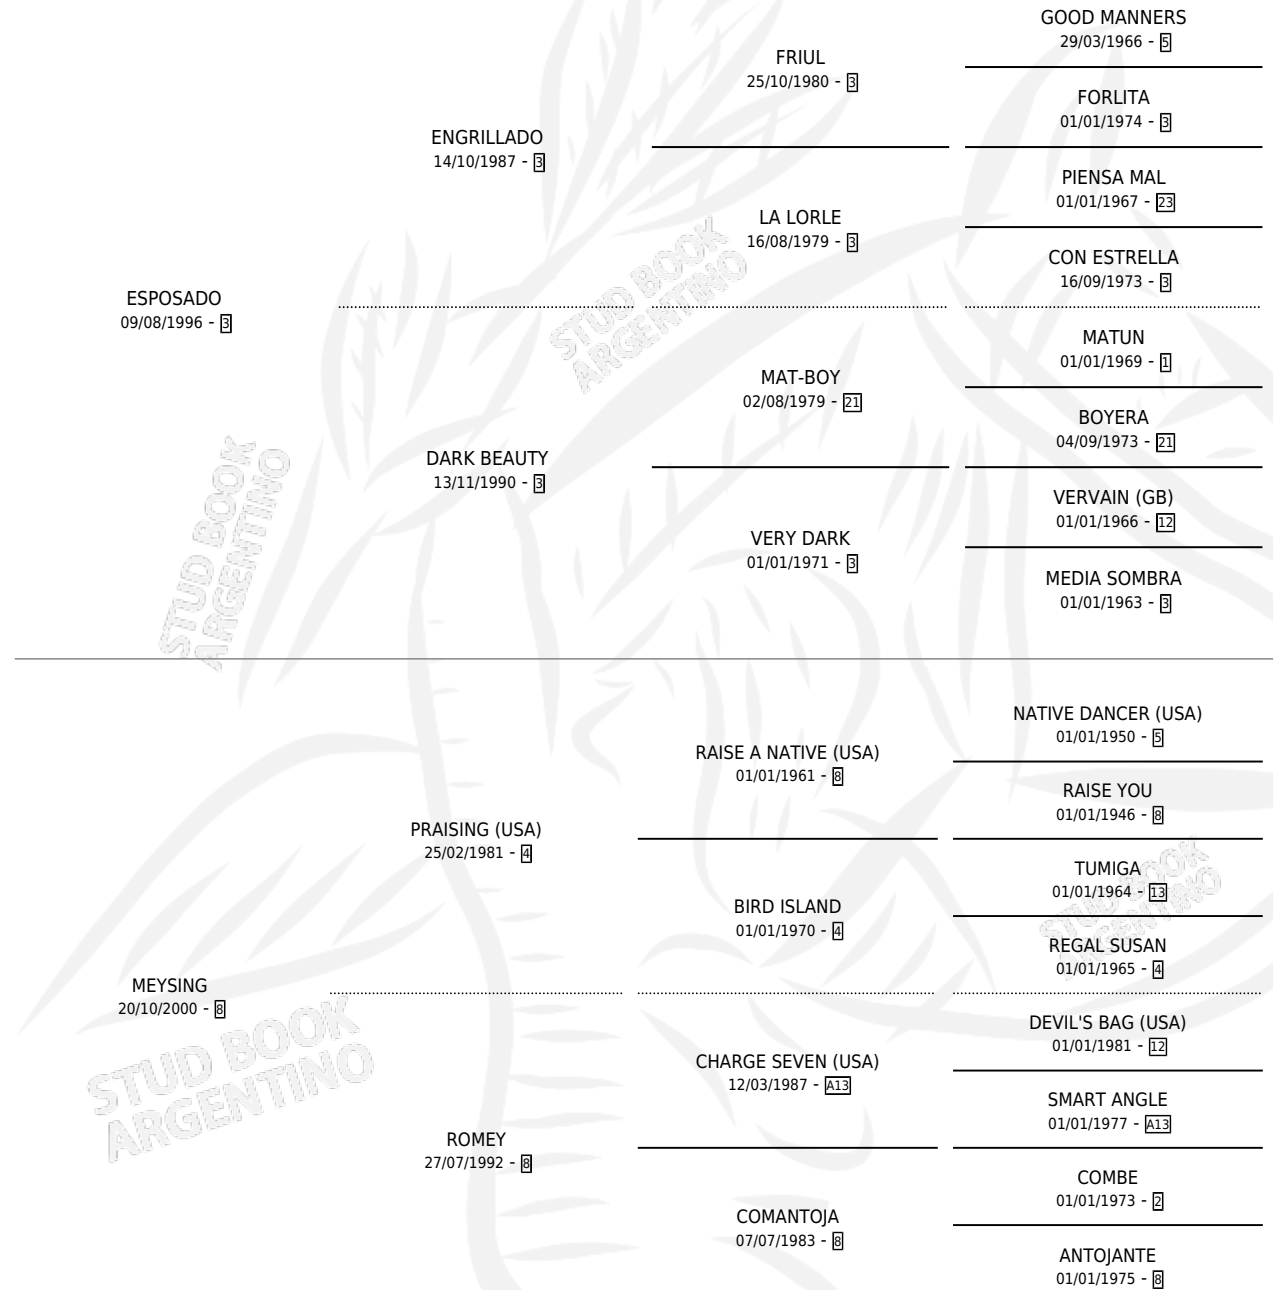 GOOD MANNERS
29/03/1966 - 5
FRIUL
25/10/1980 - 3
FORLITA
01/01/1974 - 3
ENGRILLADO
14/10/1987 - 3
PIENSA MAL
01/01/1967 - 23
LA LORLE
16/08/1979 - 3
CON ESTRELLA
16/09/1973 - 3
ESPOSADO
09/08/1996 - 3
MATUN
01/01/1969 - 1
MAT-BOY
02/08/1979 - 21
BOYERA
04/09/1973 - 21
DARK BEAUTY
13/11/1990 - 3
VERVAIN (GB)
01/01/1966 - 12
VERY DARK
01/01/1971 - 3
MEDIA SOMBRA
01/01/1963 - 3
STUD BOOK
ARGENTINO
STUD BOOK
ARGENTINO
NATIVE DANCER (USA)
01/01/1950 - 5
RAISE A NATIVE (USA)
01/01/1961 - 8
RAISE YOU
01/01/1946 - 8
PRAISING (USA)
25/02/1981 - 4
TUMIGA
01/01/1964 - 13
BIRD ISLAND
01/01/1970 - 4
REGAL SUSAN
01/01/1965 - 4
STUD BOOK
ARGENTINO
MEYSING
20/10/2000 - 8
DEVIL'S BAG (USA)
01/01/1981 - 12
CHARGE SEVEN (USA)
12/03/1987 - A13
SMART ANGLE
01/01/1977 - A13
ROMEY
27/07/1992 - 8
COMBE
01/01/1973 - 2
COMANTOJA
07/07/1983 - 8
ANTOJANTE
01/01/1975 - 8
STUD BOOK
ARGENTINO